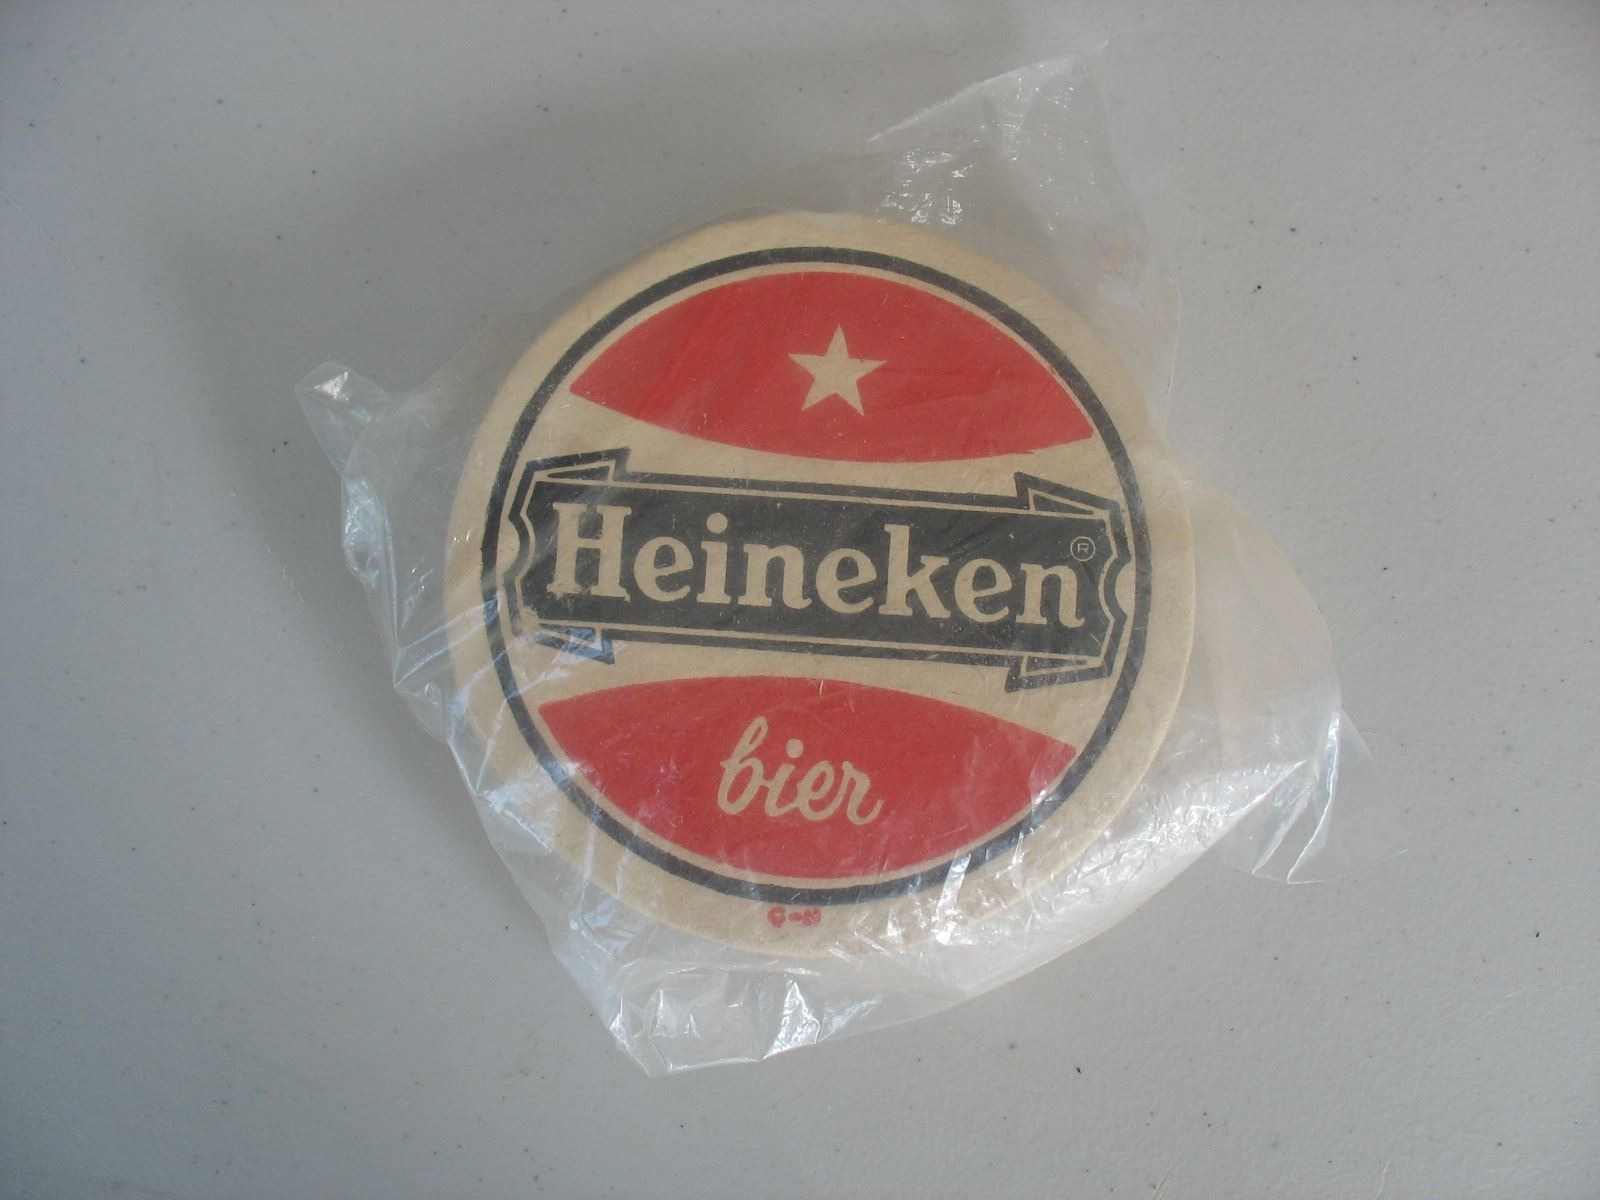 Heineken ®
bier
G-N